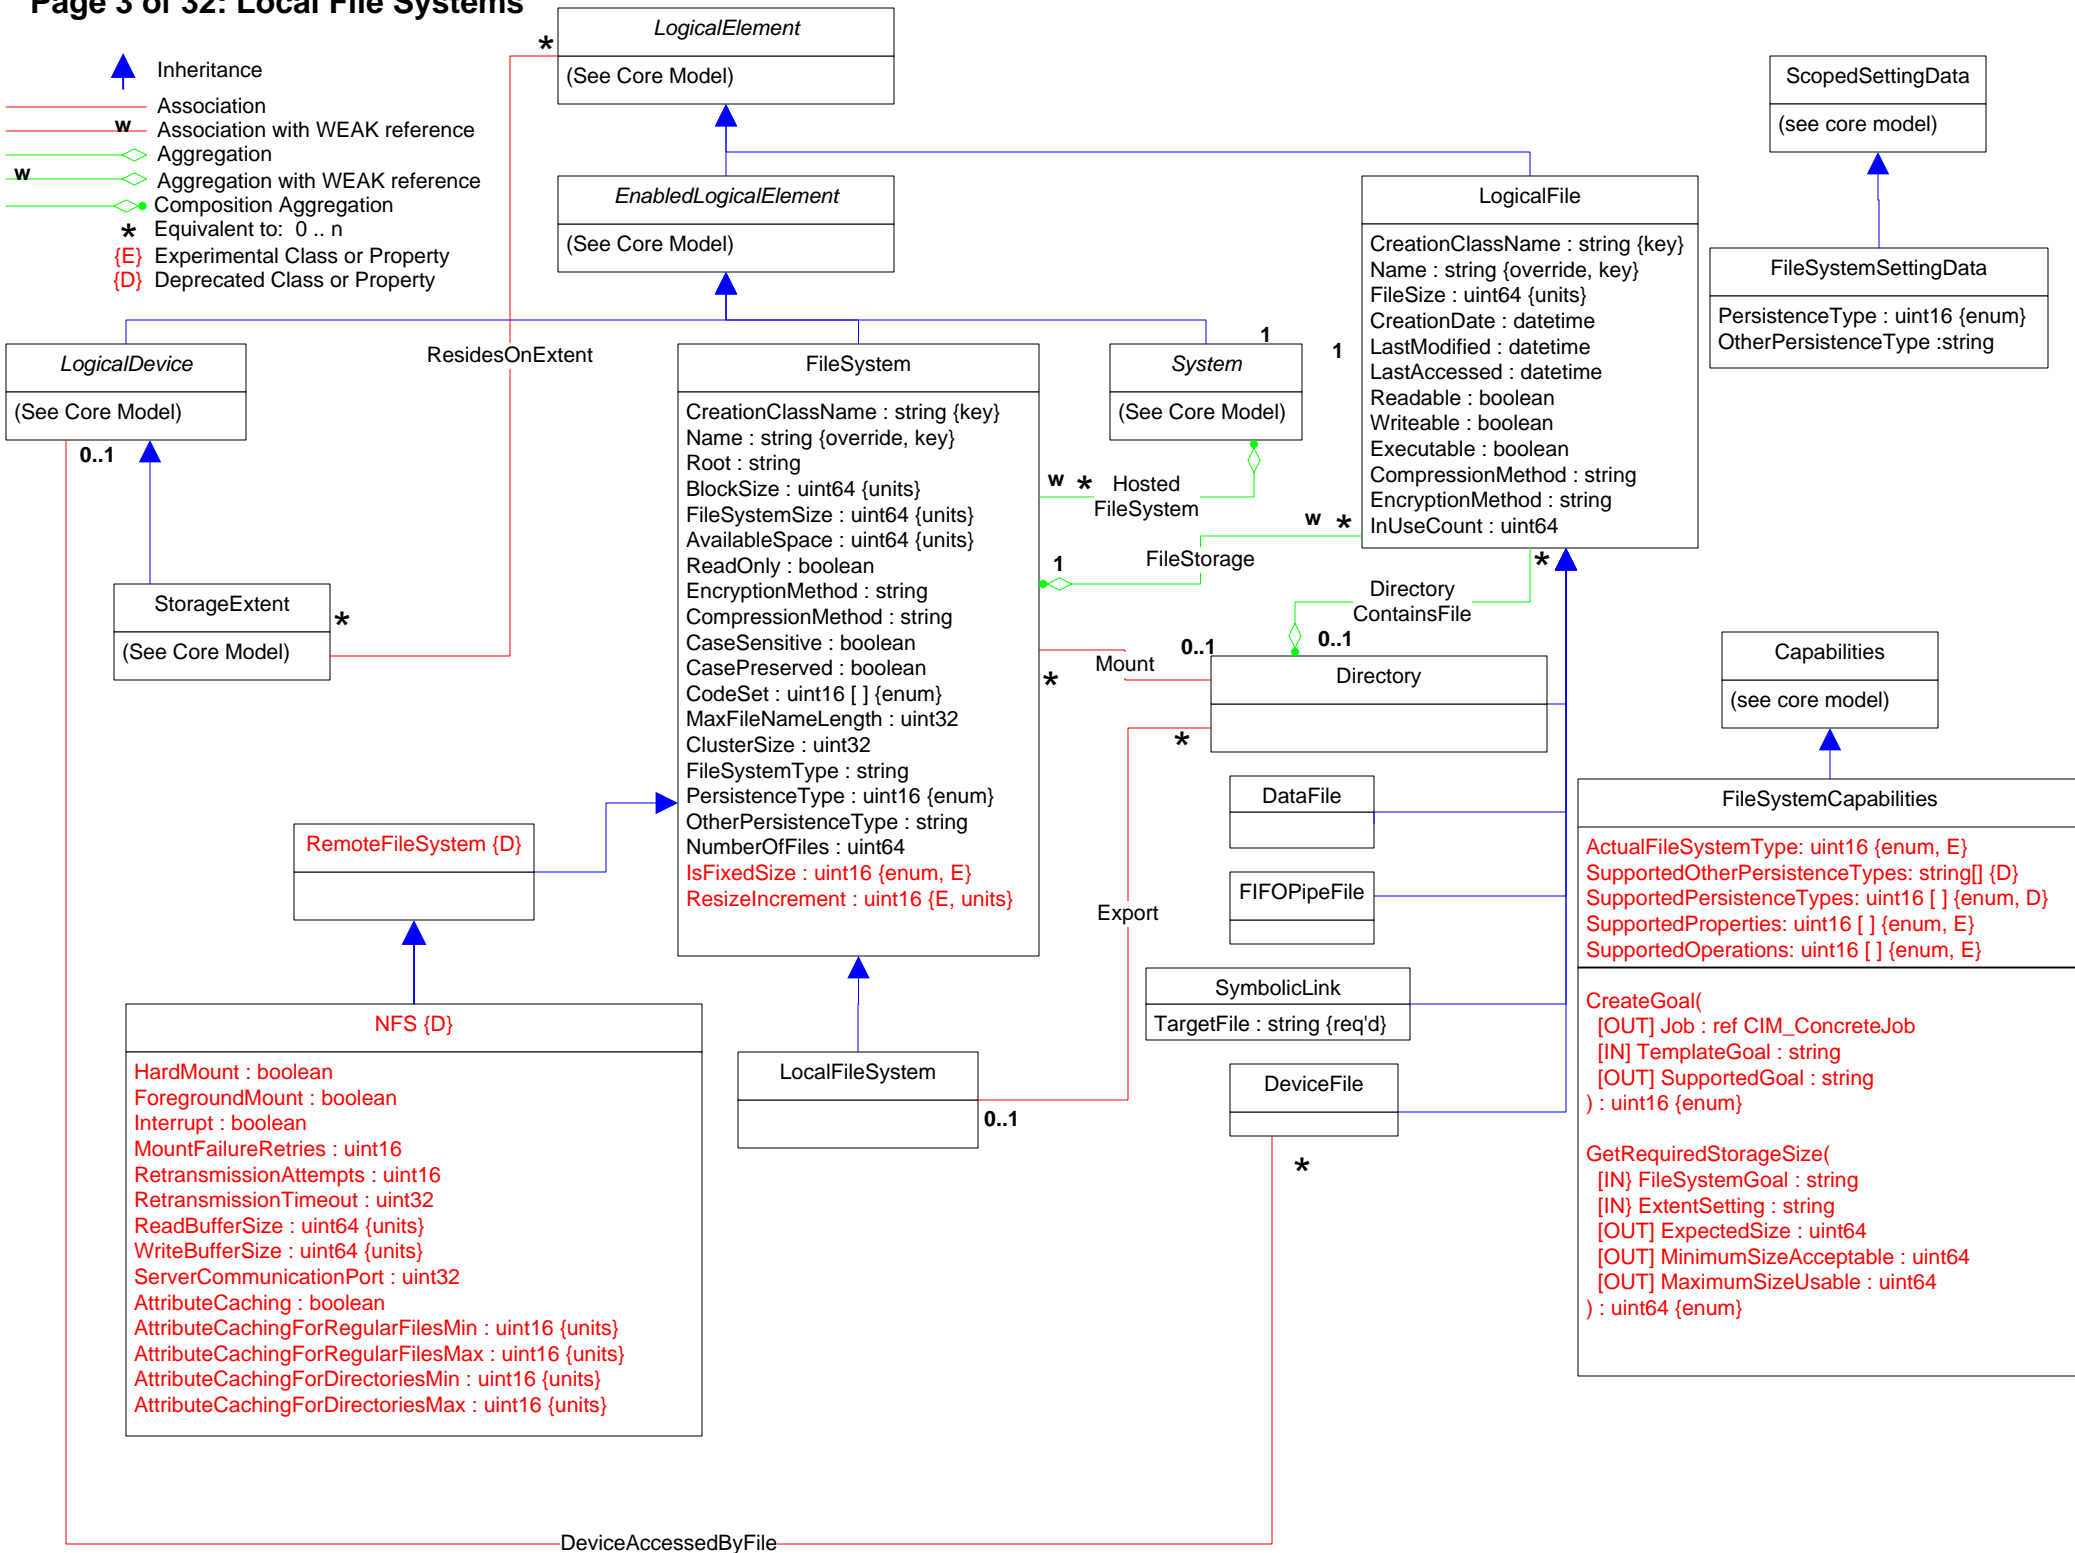 Page 3 of 32: Local File Systems
Inheritance
Association
w Association with WEAK reference
Aggregation
w Aggregation with WEAK reference
Composition Aggregation
* Equivalent to: 0 .. n
{E} Experimental Class or Property
{D} Deprecated Class or Property
*
LogicalElement
(See Core Model)
ScopedSettingData
(see core model)
EnabledLogicalElement
(See Core Model)
LogicalFile
CreationClassName : string {key}
Name : string {override, key}
FileSize : uint64 {units}
CreationDate : datetime
LastModified : datetime
LastAccessed : datetime
Readable : boolean
Writeable : boolean
Executable : boolean
CompressionMethod : string
EncryptionMethod : string
InUseCount : uint64
FileSystemSettingData
PersistenceType : uint16 {enum}
OtherPersistenceType :string
LogicalDevice
(See Core Model)
0..1
ResidesOnExtent
FileSystem
CreationClassName : string {key}
Name : string {override, key}
Root : string
BlockSize : uint64 {units}
FileSystemSize : uint64 {units}
AvailableSpace : uint64 {units}
ReadOnly : boolean
EncryptionMethod : string
CompressionMethod : string
CaseSensitive : boolean
CasePreserved : boolean
CodeSet : uint16 [ ] {enum}
MaxFileNameLength : uint32
ClusterSize : uint32
FileSystemType : string
PersistenceType : uint16 {enum}
OtherPersistenceType : string
NumberOfFiles : uint64
IsFixedSize : uint16 {enum, E}
ResizeIncrement : uint16 {E, units}
1
1
System
(See Core Model)
w * Hosted
FileSystem
w *
1
FileStorage
*
Directory
ContainsFile
0..1
0..1
Mount
*
Directory
*
StorageExtent
*
(See Core Model)
Capabilities
(see core model)
DataFile
FIFOPipeFile
Export
SymbolicLink
TargetFile : string {req'd}
DeviceFile
*
RemoteFileSystem {D}
NFS {D}
HardMount : boolean
ForegroundMount : boolean
Interrupt : boolean
MountFailureRetries : uint16
RetransmissionAttempts : uint16
RetransmissionTimeout : uint32
ReadBufferSize : uint64 {units}
WriteBufferSize : uint64 {units}
ServerCommunicationPort : uint32
AttributeCaching : boolean
AttributeCachingForRegularFilesMin : uint16 {units}
AttributeCachingForRegularFilesMax : uint16 {units}
AttributeCachingForDirectoriesMin : uint16 {units}
AttributeCachingForDirectoriesMax : uint16 {units}
LocalFileSystem
0..1
FileSystemCapabilities
ActualFileSystemType: uint16 {enum, E}
SupportedOtherPersistenceTypes: string[] {D}
SupportedPersistenceTypes: uint16 [ ] {enum, D}
SupportedProperties: uint16 [ ] {enum, E}
SupportedOperations: uint16 [ ] {enum, E}
CreateGoal(
[OUT] Job : ref CIM_ConcreteJob
[IN] TemplateGoal : string
[OUT] SupportedGoal : string
) : uint16 {enum}
GetRequiredStorageSize(
[IN} FileSystemGoal : string
[IN} ExtentSetting : string
[OUT] ExpectedSize : uint64
[OUT] MinimumSizeAcceptable : uint64
[OUT] MaximumSizeUsable : uint64
) : uint64 {enum}
DeviceAccessedByFile